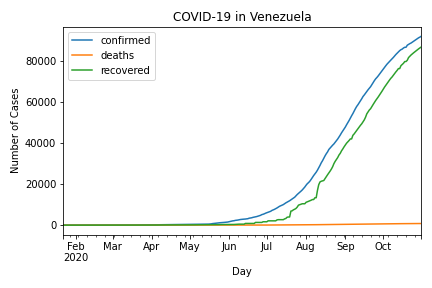 COVID-19 in Venezuela
confirmed
deaths
recovered
Number of Cases
80000
60000
40000
20000
0
Feb Mar Apr May Jun Jul Aug Sep Oct
2020
Day